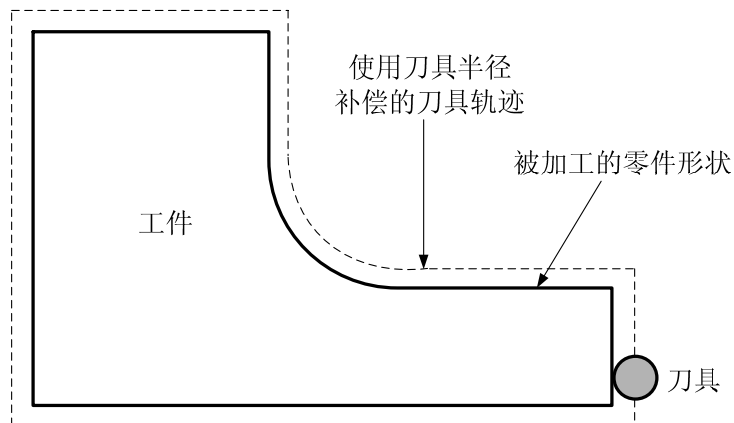 使用刀具半径
补偿的刀具轨迹
被加工的零件形状
工件
刀具